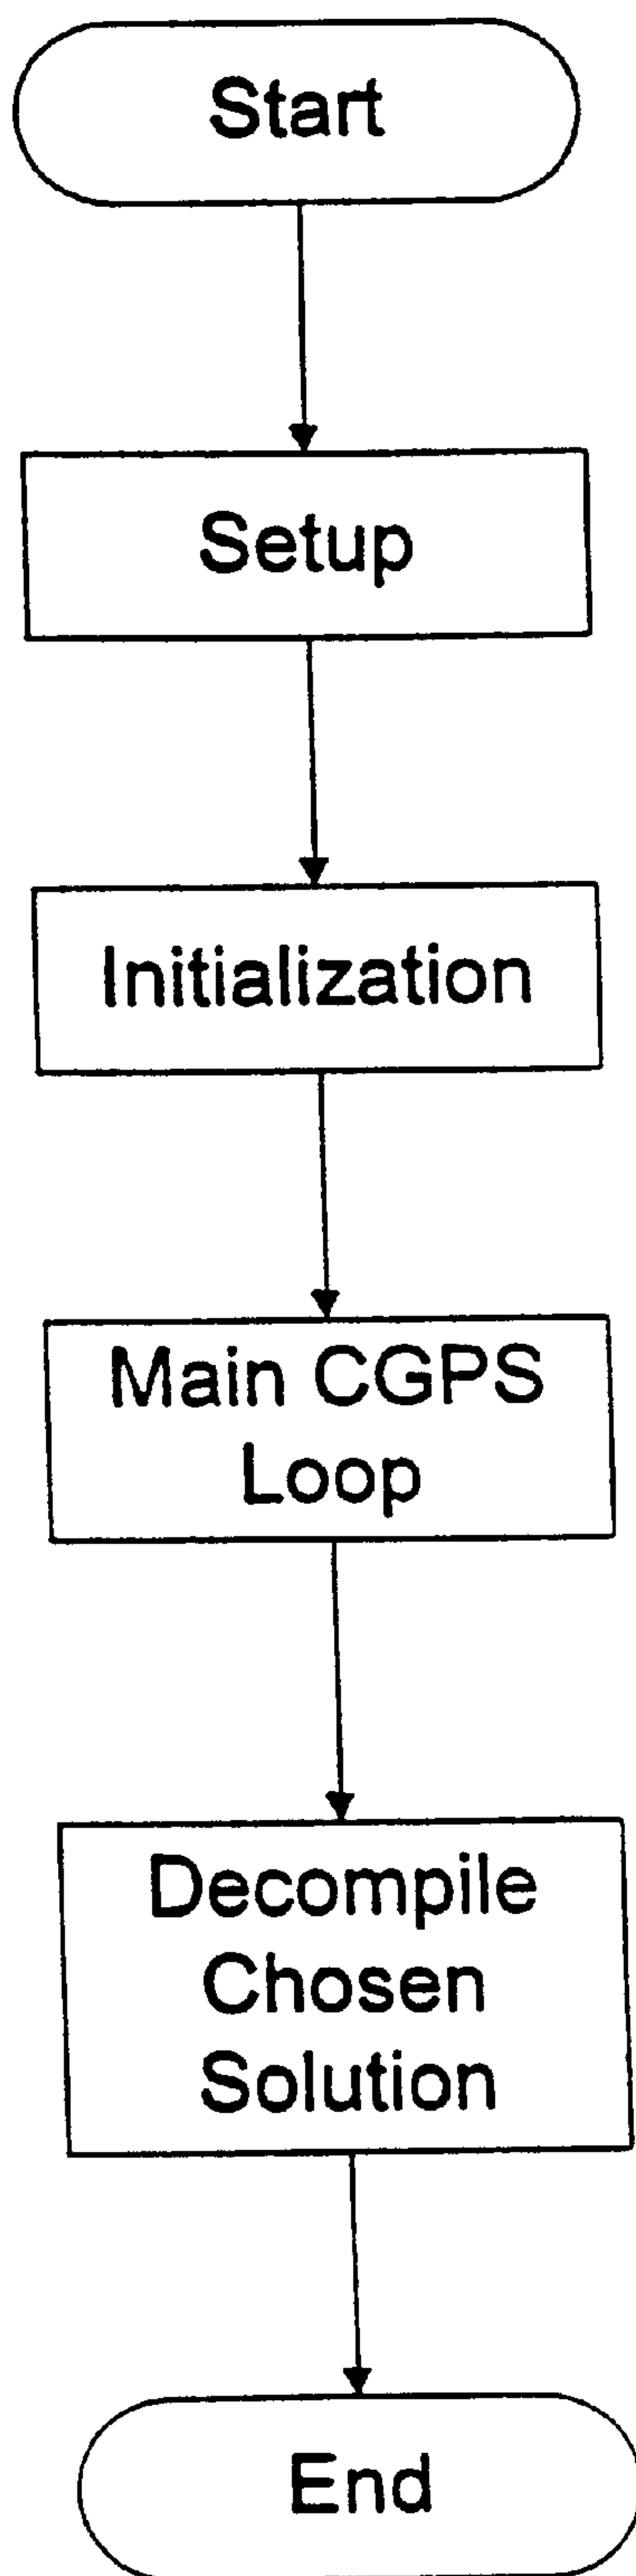 Start
Setup
Initialization
Main CGPS
Loop
Decompile
Chosen
Solution
End